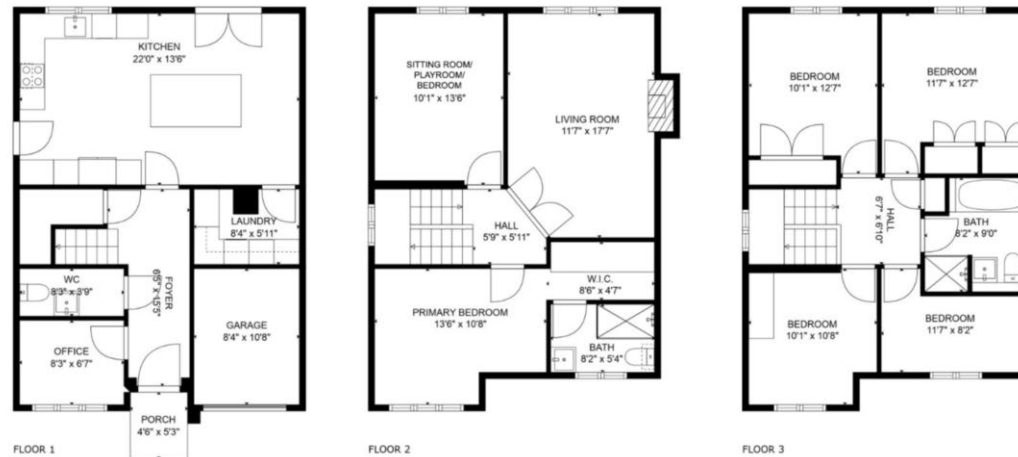 KITCHEN
22'0" x 13'6"
LAUNDRY
8'4" x 5'11"
WC
8'3" x 3'9"
FOYER
6'5" x 15'5"
GARAGE
8'4" x 10'8"
OFFICE
8'3" x 6'7"
PORCH
4'6" x 5'3"
FLOOR 1
SITTING ROOM/
PLAYROOM/
BEDROOM
10'1" x 13'6"
LIVING ROOM
11'7" x 17'7"
HALL
5'9" x 5'11"
W.I.C.
8'6" x 4'7"
PRIMARY BEDROOM
13'6" x 10'8"
BATH
8'2" x 5'4"
FLOOR 2
BEDROOM
10'1" x 12'7"
BEDROOM
11'7" x 12'7"
HALL
6'7" x 6'10"
BATH
8'2" x 9'0"
BEDROOM
10'1" x 10'8"
BEDROOM
11'7" x 8'2"
FLOOR 3